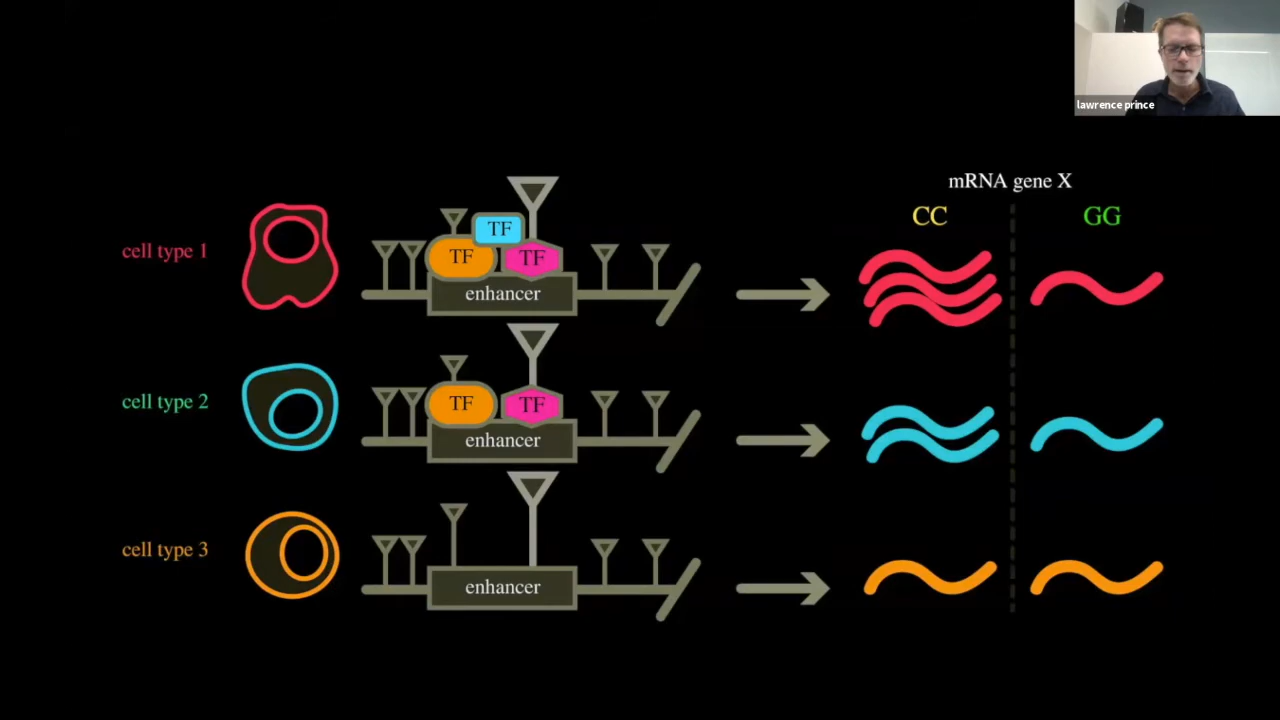 lawrence prince
mRNA gene X
CC
GG
cell type 1
TF
TF
TF
enhancer
cell type 2
TF
TF
enhancer
cell type 3
enhancer